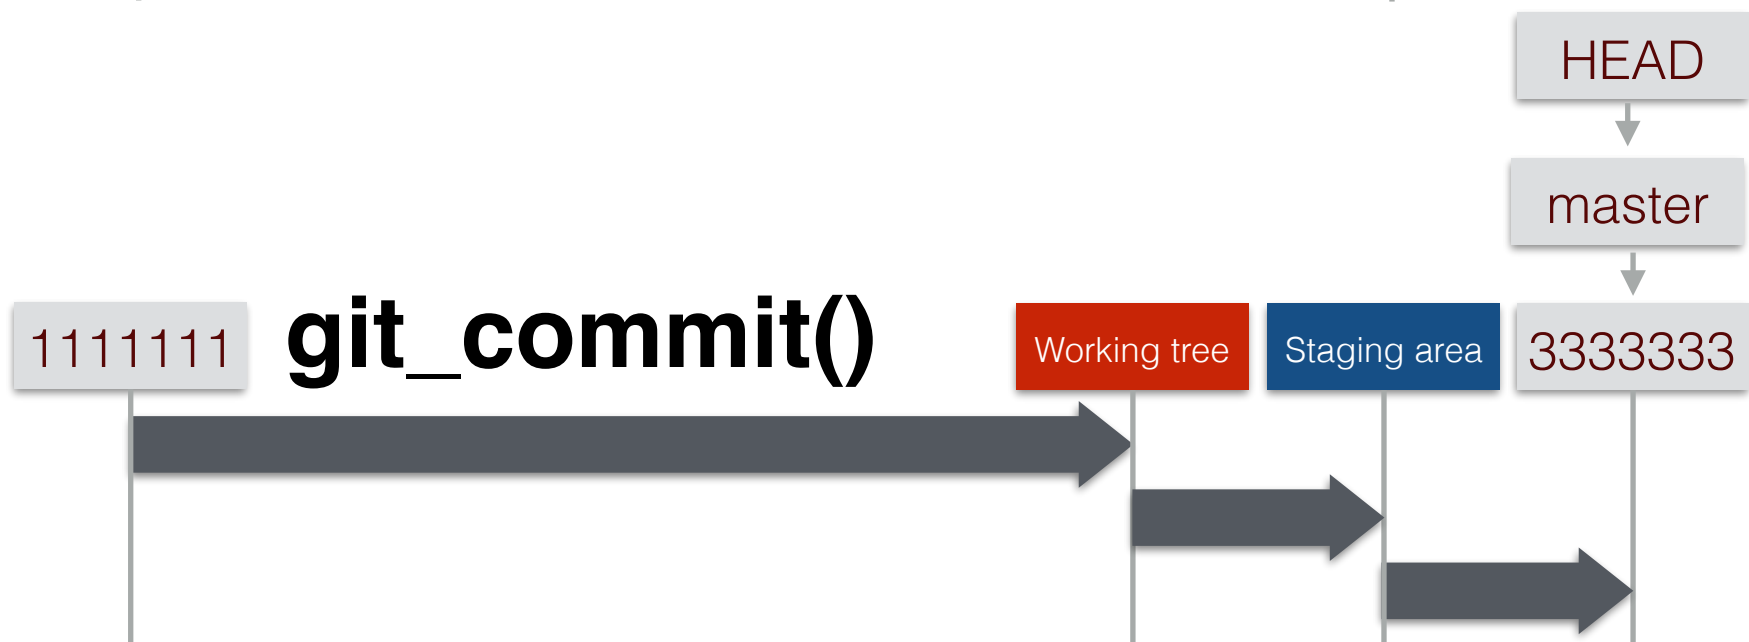 HEAD
master
1111111
git_commit()
Working tree
Staging area
3333333